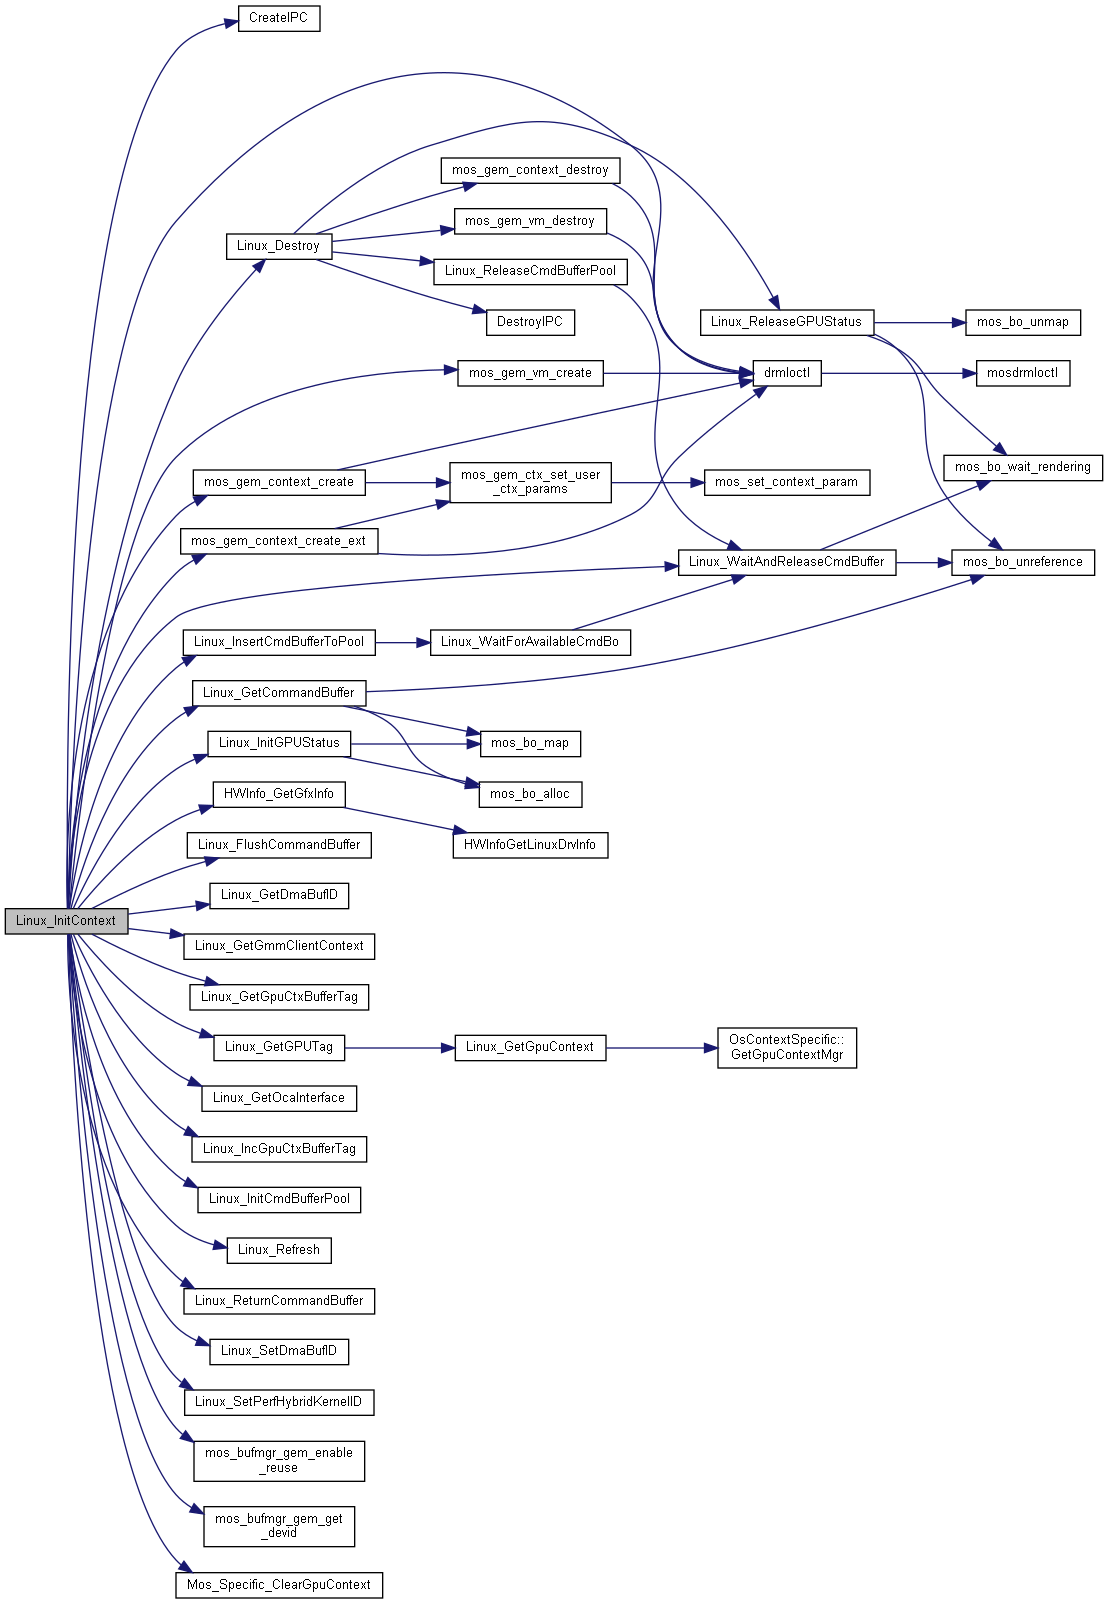 CreateIPC
mos_gem_context_destroy
mos_gem_vm_destroy
Linux_Destroy
Linux_ReleaseCmdBufferPool
DestroyIPC
Linux_ReleaseGPUStatus
mos_bo_unmap
mos_gem_vm_create
drmIoctl
mosdrmIoctl
mos_bo_wait_rendering
mos_gem_context_create
mos_gem_ctx_set_user
_ctx_params
mos_set_context_param
mos_gem_context_create_ext
Linux_WaitAndReleaseCmdBuffer
mos_bo_unreference
Linux_InsertCmdBufferToPool
Linux_WaitForAvailableCmdBo
Linux_GetCommandBuffer
Linux_InitGPUStatus
mos_bo_map
HWInfo_GetGfxInfo
mos_bo_alloc
Linux_FlushCommandBuffer
HWInfoGetLinuxDrvInfo
Linux_GetDmaBufID
Linux_InitContext
Linux_GetGmmClientContext
Linux_GetGpuCtxBufferTag
Linux_GetGPUTag
Linux_GetGpuContext
OsContextSpecific::
GetGpuContextMgr
Linux_GetOcaInterface
Linux_IncGpuCtxBufferTag
Linux_InitCmdBufferPool
Linux_Refresh
Linux_ReturnCommandBuffer
Linux_SetDmaBufID
Linux_SetPerfHybridKernelID
mos_bufmgr_gem_enable
_reuse
mos_bufmgr_gem_get
_devid
Mos_Specific_ClearGpuContext